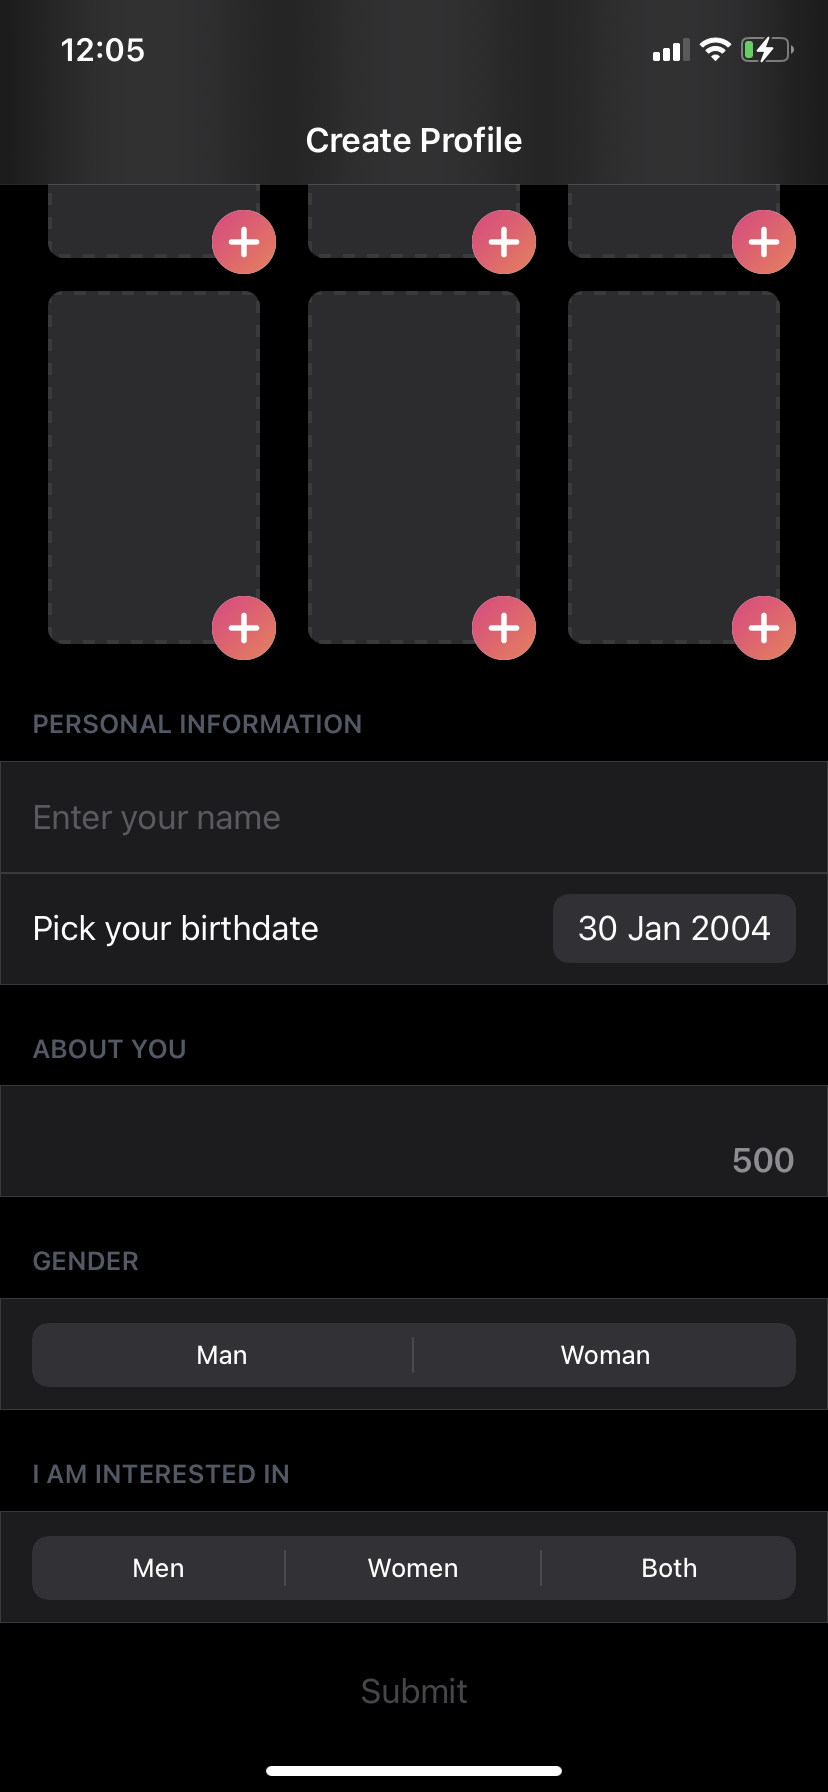 12:05
Create Profile
PERSONAL INFORMATION
Enter your name
Pick your birthdate 30 Jan 2004
ABOUT YOU
500
GENDER
Man Woman
I AM INTERESTED IN
Men Women Both
Submit